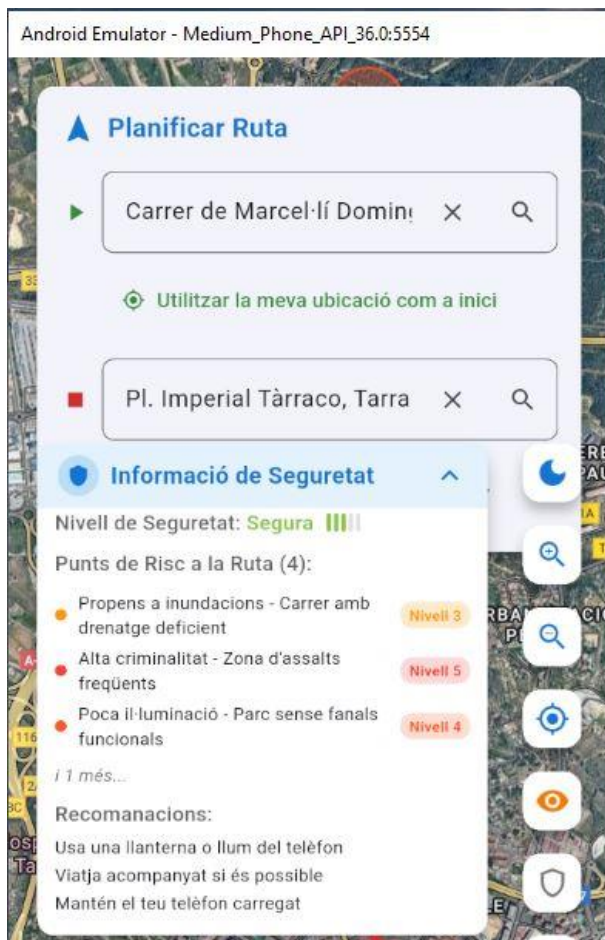 Android Emulator - Medium_Phone_API_36.0:5554
Planificar Ruta
Carrer de Marcel·lí Doming
Utilitzar la meva ubicació com a inici
Pl. Imperial Tàrraco, Tarra
Informació de Seguretat
Nivell de Seguretat: Segura
Punts de Risc a la Ruta (4):
Propens a inundacions - Carrer amb
drenatge deficient
Nivell 3
Alta criminalitat - Zona d'assalts
freqüents
Nivell 5
Poca il·luminació - Parc sense fanals
funcionals
Nivell 4
i 1 més...
Recomanacions:
Usa una llanterna o llum del telèfon
Viatja acompanyat si és possible
Mantén el teu telèfon carregat